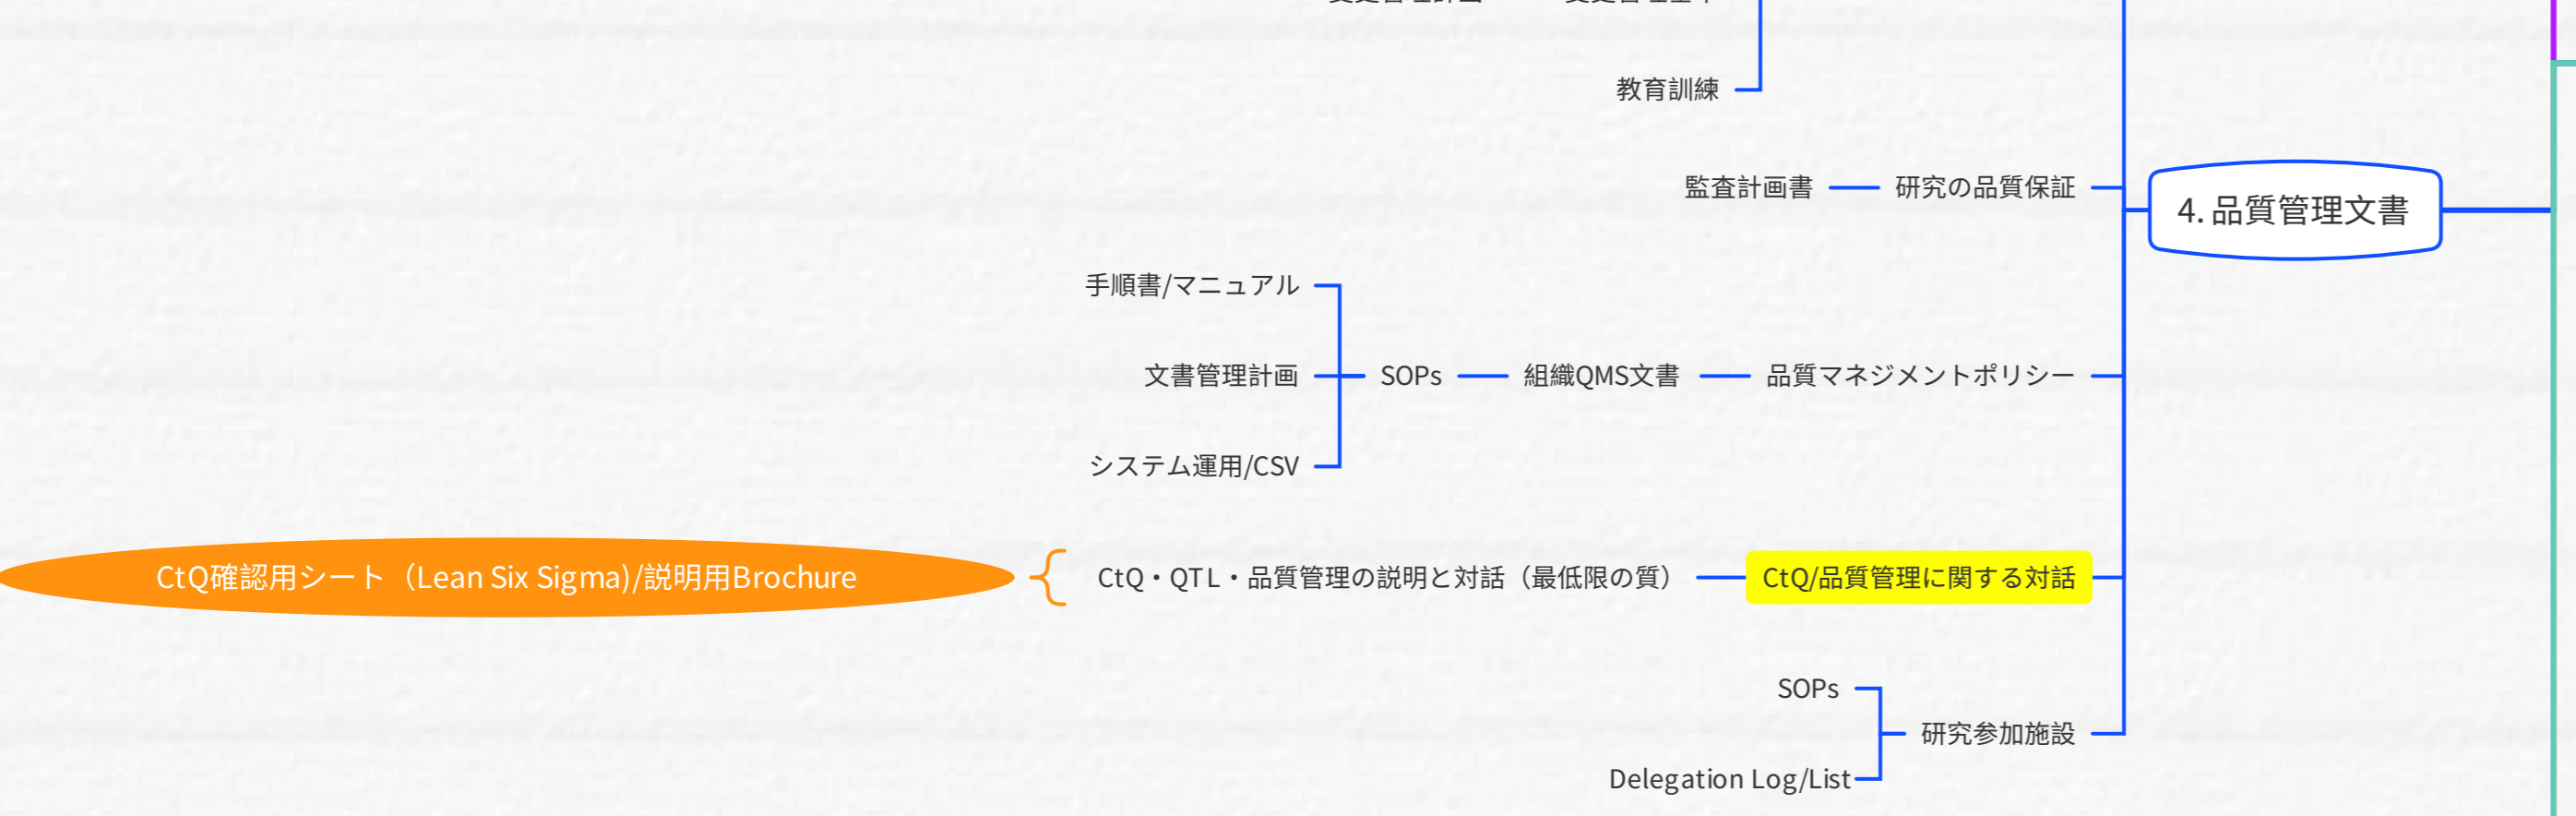 教育訓練
4. 品質管理文書
監査計画書
研究の品質保証
手順書/マニュアル
文書管理計画
SOPs
組織QMS文書
品質マネジメントポリシー
システム運用/CSV
CtQ確認用シート（Lean Six Sigma)/説明用Brochure
CtQ・QTL・品質管理の説明と対話（最低限の質）
CtQ/品質管理に関する対話
SOPs
研究参加施設
Delegation Log/List